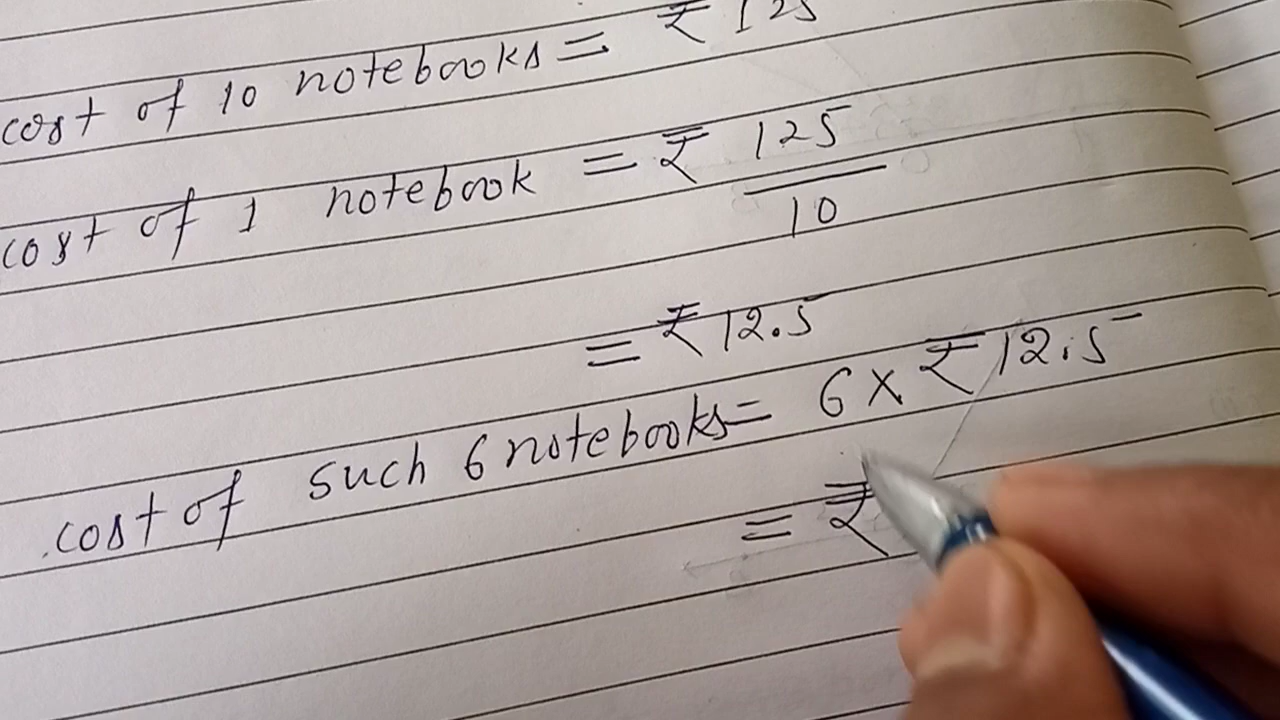 cost of 10 notebooks = ₹ 125
cost of 1 notebook = ₹ 125
10
= ₹ 12.5
cost of such 6 notebooks = 6 × ₹ 12.5
= ₹